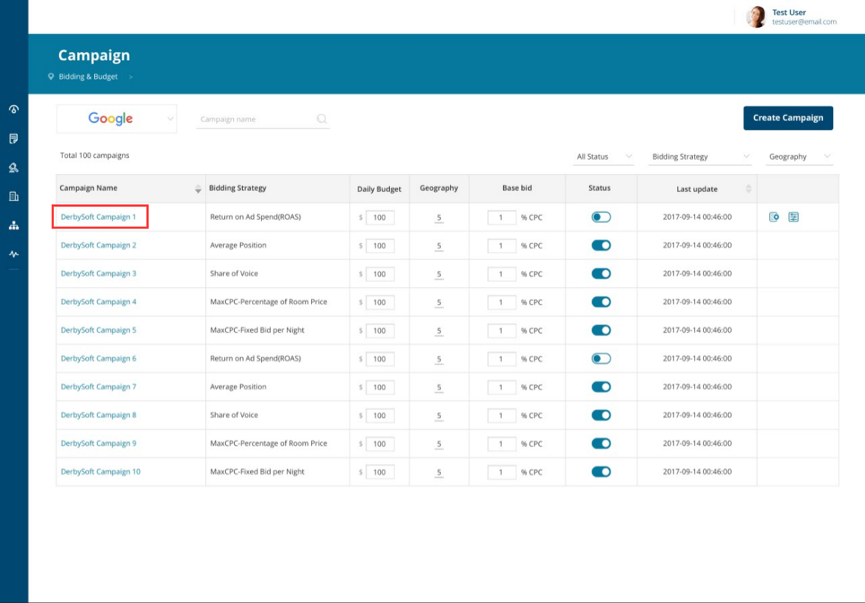 Test User
testuser@email.com
Campaign
Bidding & Budget >
Google
Campaign name
Create Campaign
Total 100 campaigns
All Status Bidding Strategy Geography
Campaign Name Bidding Strategy Daily Budget Geography Base bid Status Last update
DerbySoft Campaign 1 Return on Ad Spend(ROAS) $ 100 5 1 % CPC 2017-09-14 00:46:00
DerbySoft Campaign 2 Average Position $ 100 5 1 % CPC 2017-09-14 00:46:00
DerbySoft Campaign 3 Share of Voice $ 100 5 1 % CPC 2017-09-14 00:46:00
DerbySoft Campaign 4 MaxCPC-Percentage of Room Price $ 100 5 1 % CPC 2017-09-14 00:46:00
DerbySoft Campaign 5 MaxCPC-Fixed Bid per Night $ 100 5 1 % CPC 2017-09-14 00:46:00
DerbySoft Campaign 6 Return on Ad Spend(ROAS) $ 100 5 1 % CPC 2017-09-14 00:46:00
DerbySoft Campaign 7 Average Position $ 100 5 1 % CPC 2017-09-14 00:46:00
DerbySoft Campaign 8 Share of Voice $ 100 5 1 % CPC 2017-09-14 00:46:00
DerbySoft Campaign 9 MaxCPC-Percentage of Room Price $ 100 5 1 % CPC 2017-09-14 00:46:00
DerbySoft Campaign 10 MaxCPC-Fixed Bid per Night $ 100 5 1 % CPC 2017-09-14 00:46:00